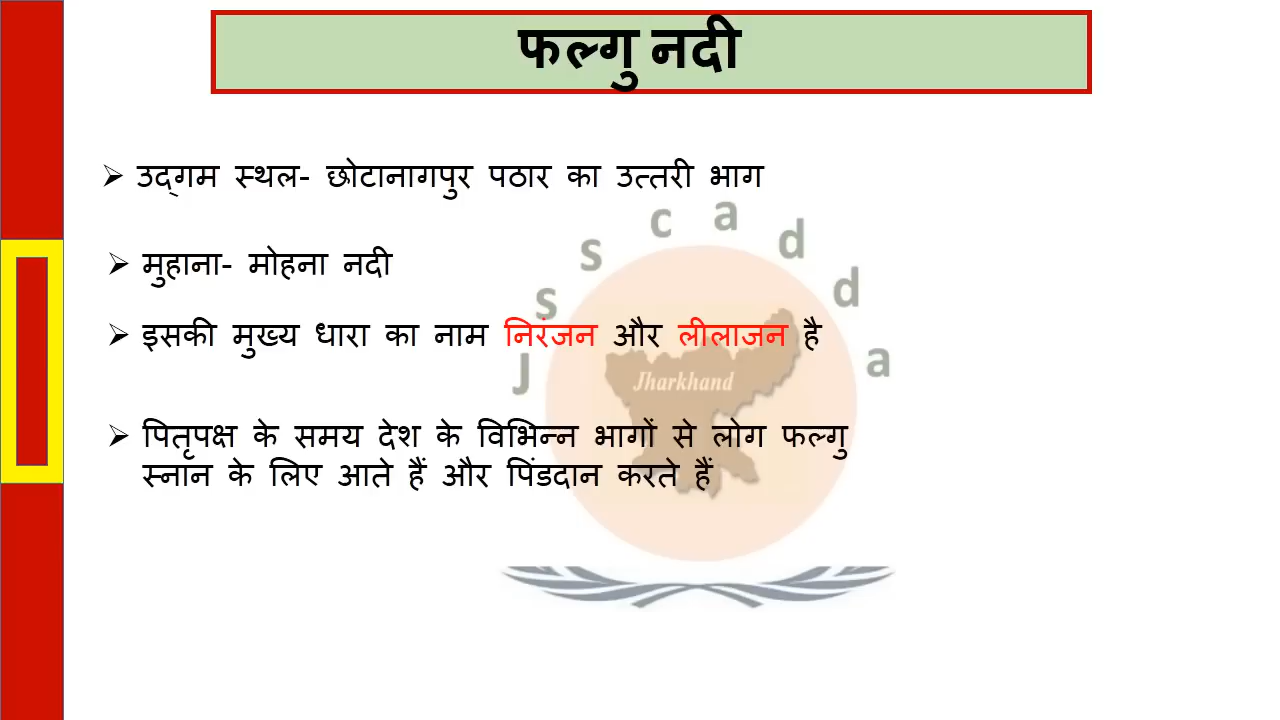 फल्गु नदी
➢ उद्‌गम स्थल- छोटानागपुर पठार का उत्तरी भाग
➢ मुहाना- मोहना नदी
➢ इसकी मुख्य धारा का नाम निरंजन और लीलाजन है
➢ पितृपक्ष के समय देश के विभिन्न भागों से लोग फल्गु
स्नान के लिए आते हैं और पिंडदान करते हैं
Jsscadda
Jharkhand